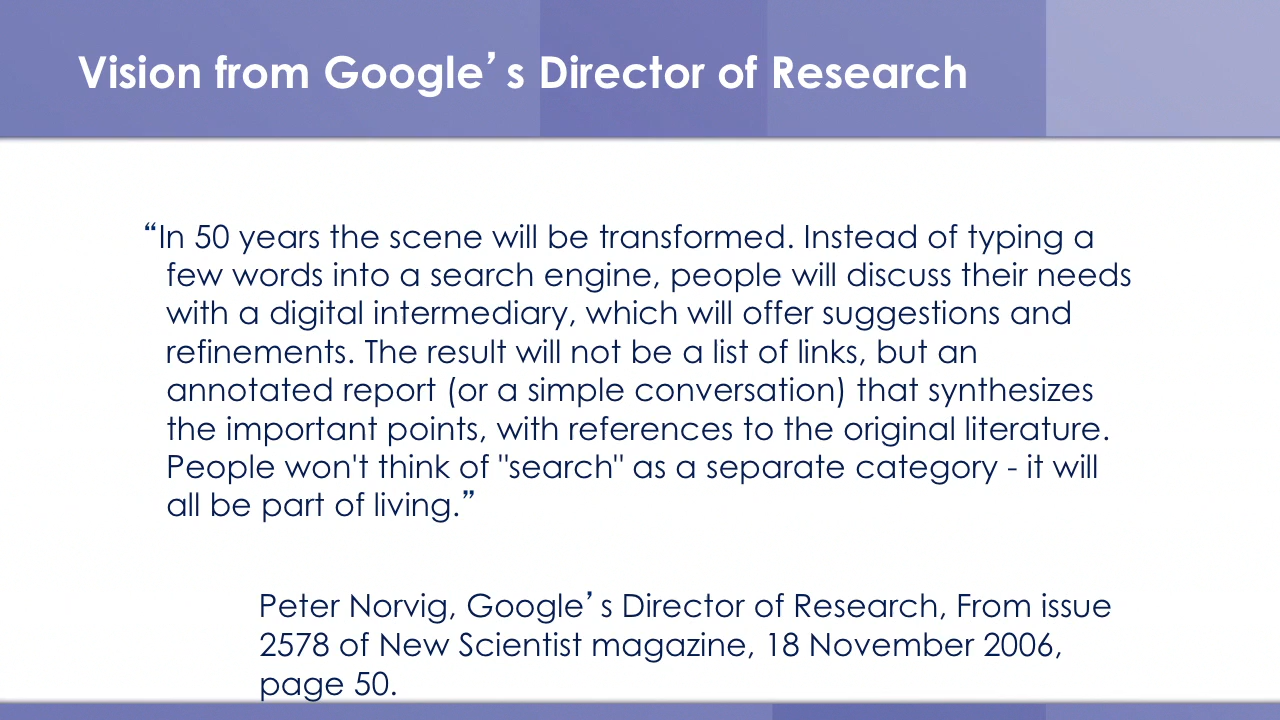 Vision from Google’s Director of Research
“In 50 years the scene will be transformed. Instead of typing a
few words into a search engine, people will discuss their needs
with a digital intermediary, which will offer suggestions and
refinements. The result will not be a list of links, but an
annotated report (or a simple conversation) that synthesizes
the important points, with references to the original literature.
People won't think of "search" as a separate category - it will
all be part of living.”
Peter Norvig, Google’s Director of Research, From issue
2578 of New Scientist magazine, 18 November 2006,
page 50.